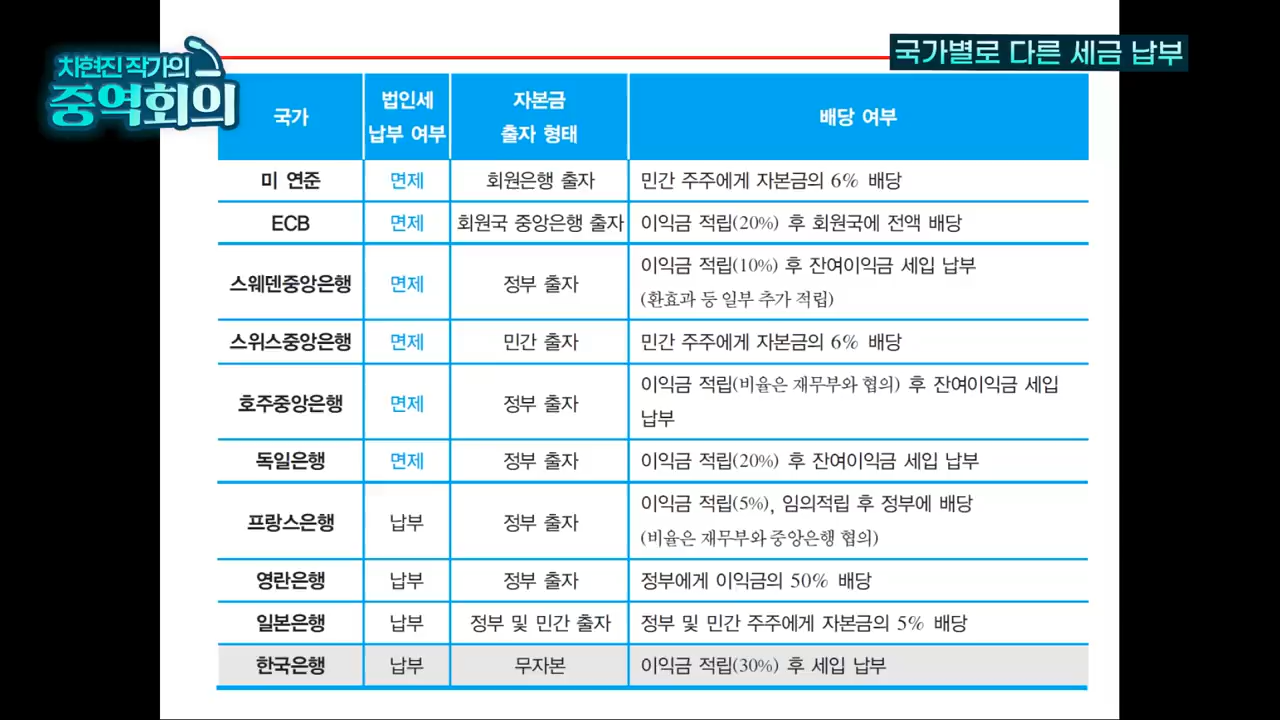 차현진 작가의
중역회의
국가별로 다른 세금 납부
국가 | 법인세 납부 여부 | 자본금 출자 형태 | 배당 여부
미 연준 | 면제 | 회원은행 출자 | 민간 주주에게 자본금의 6% 배당
ECB | 면제 | 회원국 중앙은행 출자 | 이익금 적립(20%) 후 회원국에 전액 배당
스웨덴중앙은행 | 면제 | 정부 출자 | 이익금 적립(10%) 후 잔여이익금 세입 납부
(환효과 등 일부 추가 적립)
스위스중앙은행 | 면제 | 민간 출자 | 민간 주주에게 자본금의 6% 배당
호주중앙은행 | 면제 | 정부 출자 | 이익금 적립(비율은 재무부와 협의) 후 잔여이익금 세입
납부
독일은행 | 면제 | 정부 출자 | 이익금 적립(20%) 후 잔여이익금 세입 납부
프랑스은행 | 납부 | 정부 출자 | 이익금 적립(5%), 임의적립 후 정부에 배당
(비율은 재무부와 중앙은행 협의)
영란은행 | 납부 | 정부 출자 | 정부에게 이익금의 50% 배당
일본은행 | 납부 | 정부 및 민간 출자 | 정부 및 민간 주주에게 자본금의 5% 배당
한국은행 | 납부 | 무자본 | 이익금 적립(30%) 후 세입 납부